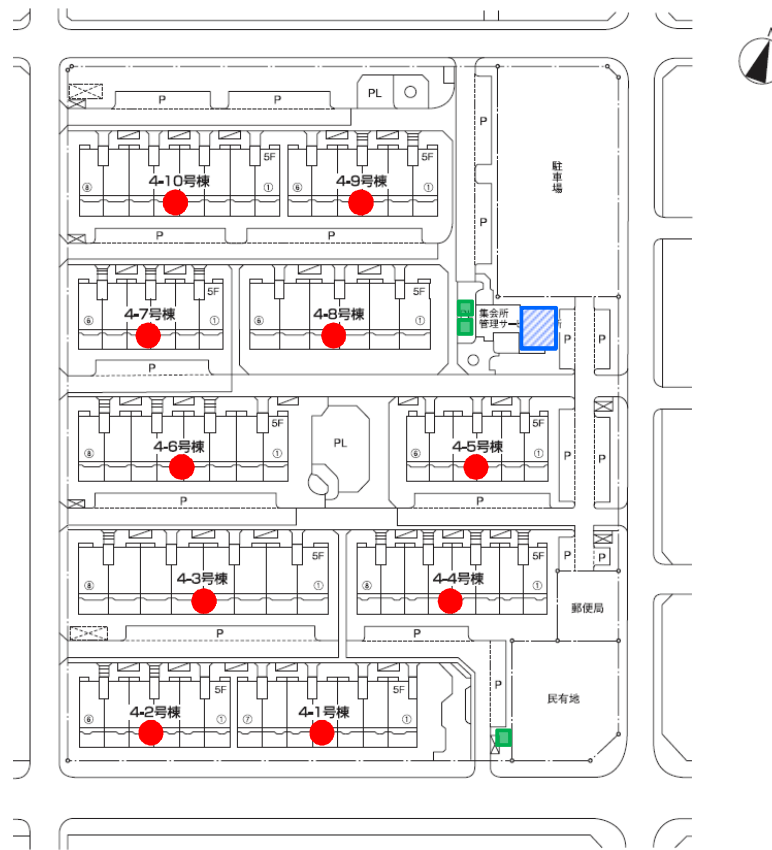 N
P
P
PL
P
駐車場
5F
5F
4-10号棟
4-9号棟
⑧
①
⑥
①
P
P
P
5F
5F
4-7号棟
4-8号棟
⑥
①
⑥
①
集会所
管理サー
所
P
P
P
5F
5F
4-6号棟
PL
4-5号棟
⑧
①
⑥
①
P
P
P
P
5F
5F
P
P
4-3号棟
4-4号棟
⑧
①
⑧
①
郵便局
P
P
5F
5F
P
4-2号棟
4-1号棟
⑥
①
⑦
①
民有地